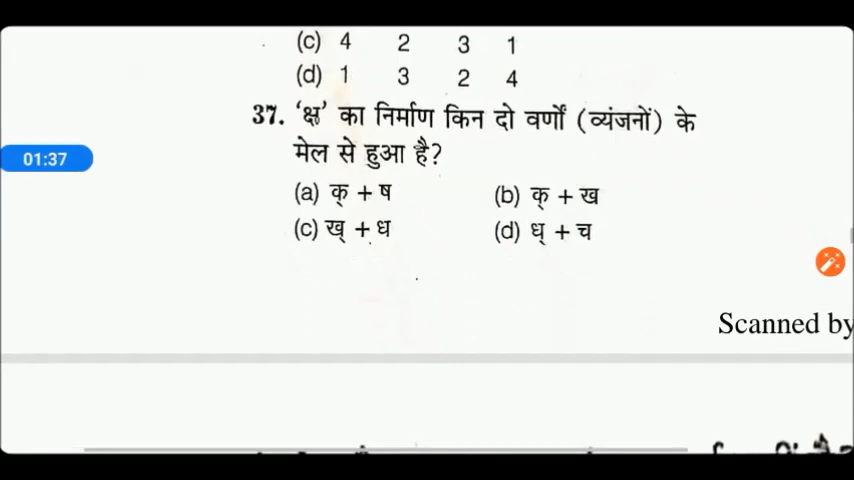 (c) 4 2 3 1
(d) 1 3 2 4
37. 'क्ष' का निर्माण किन दो वर्णों (व्यंजनों) के
मेल से हुआ है?
01:37
(a) क् + ष (b) क् + ख
(c) ख् + ध (d) ध् + च
Scanned by